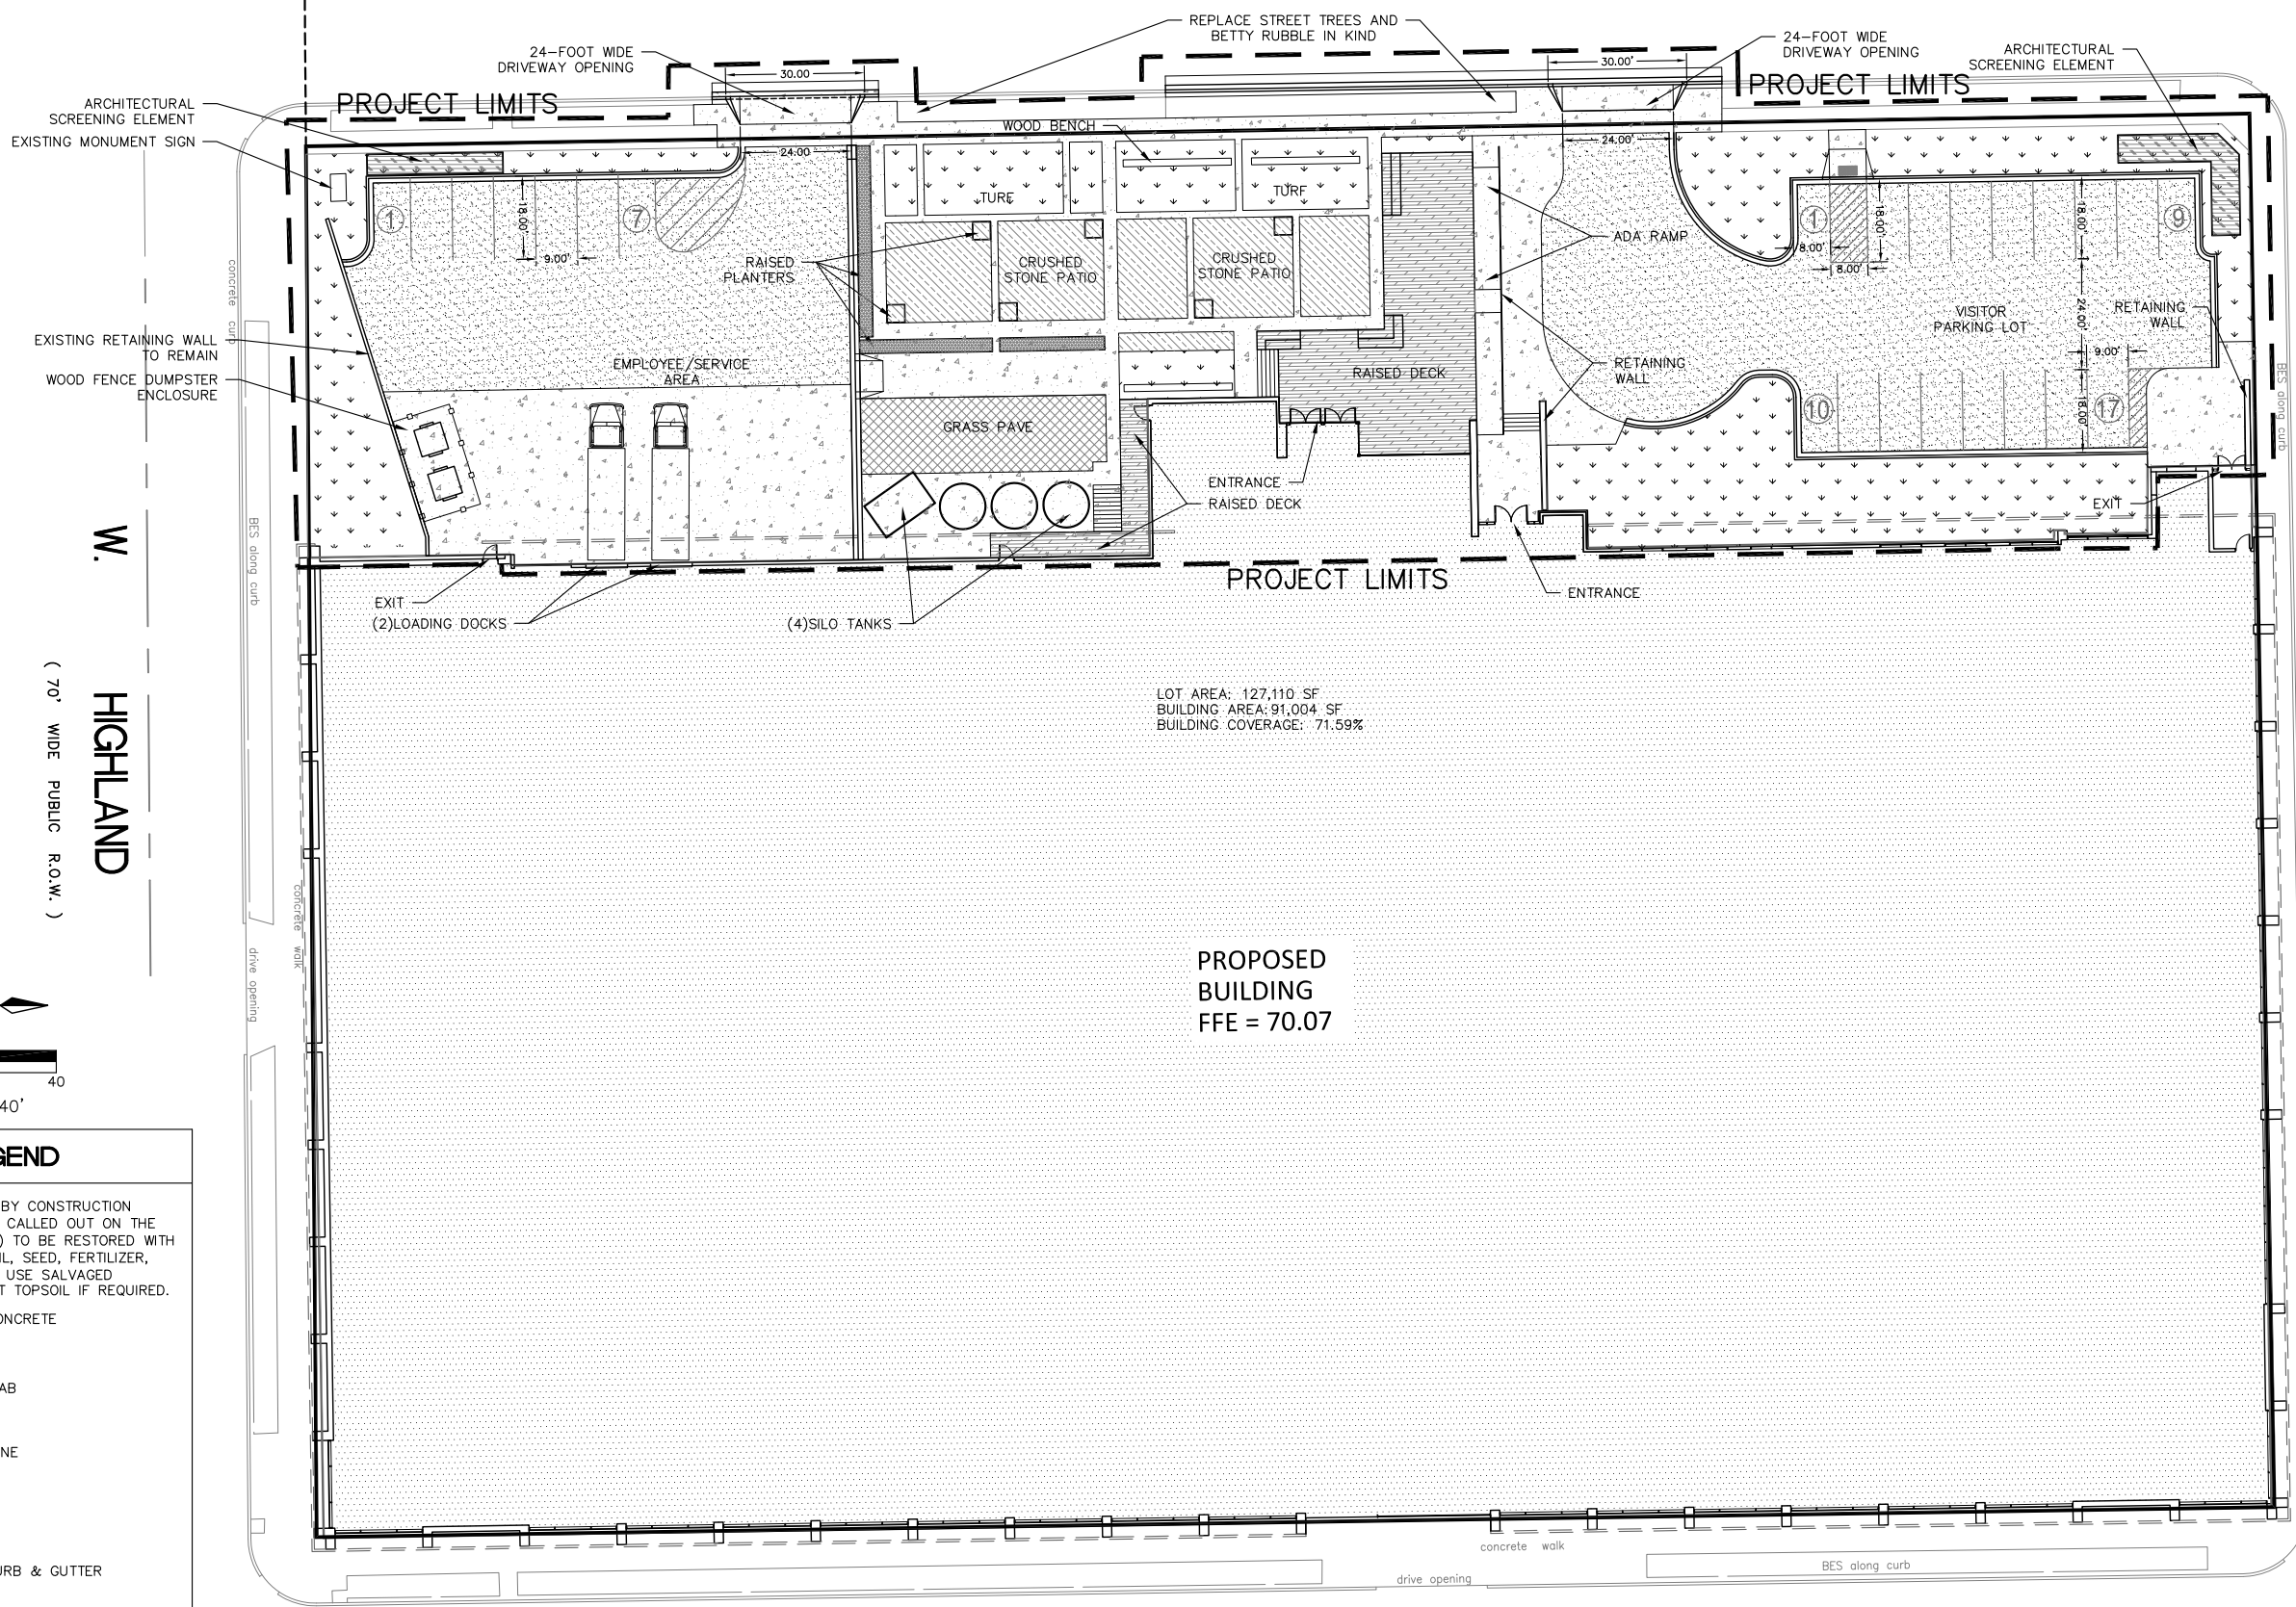 REPLACE STREET TREES AND
BETTY RUBBLE IN KIND
24-FOOT WIDE
DRIVEWAY OPENING
24-FOOT WIDE
DRIVEWAY OPENING
ARCHITECTURAL
SCREENING ELEMENT
30.00
30.00'
PROJECT LIMITS
PROJECT LIMITS
ARCHITECTURAL
SCREENING ELEMENT
EXISTING MONUMENT SIGN
WOOD BENCH
24.00
24.00'
TURF
TURF
1
7
18.00'
9.00'
1
9
18.00'
18.00'
8.00'
8.00'
ADA RAMP
RAISED
PLANTERS
CRUSHED
STONE PATIO
CRUSHED
STONE PATIO
concrete curb
EXISTING RETAINING WALL
TO REMAIN
VISITOR
PARKING LOT
24.00'
RETAINING
WALL
9.00'
EMPLOYEE/SERVICE
AREA
RAISED DECK
RETAINING
WALL
WOOD FENCE DUMPSTER
ENCLOSURE
10
17
18.00'
BES along curb
GRASS PAVE
ENTRANCE
RAISED DECK
EXIT
BES along curb
PROJECT LIMITS
ENTRANCE
EXIT
(2)LOADING DOCKS
(4)SILO TANKS
W. HIGHLAND
( 70' WIDE PUBLIC R.O.W. )
LOT AREA: 127,110 SF
BUILDING AREA: 91,004 SF
BUILDING COVERAGE: 71.59%
concrete walk
drive opening
PROPOSED
BUILDING
FFE = 70.07
40
40'
GEND
BY CONSTRUCTION
CALLED OUT ON THE
) TO BE RESTORED WITH
IL, SEED, FERTILIZER,
USE SALVAGED
T TOPSOIL IF REQUIRED.
ONCRETE
AB
NE
URB & GUTTER
concrete walk
drive opening
BES along curb